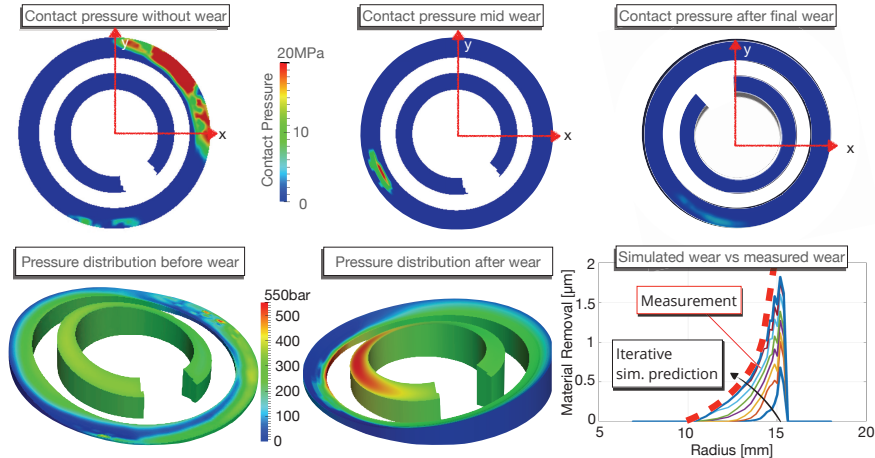 Contact pressure without wear
Contact pressure mid wear
Contact pressure after final wear
y
x
20MPa
10
0
Contact Pressure
y
x
y
x
Pressure distribution before wear
Pressure distribution after wear
Simulated wear vs measured wear
550bar
500
400
300
200
100
0
Material Removal [µm]
2
1.5
1
0.5
0
Measurement
Iterative
sim. prediction
5
10
15
20
Radius [mm]